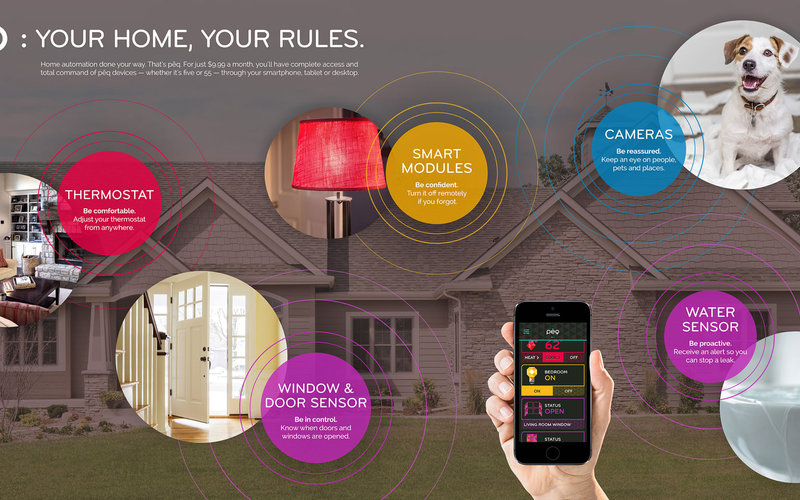 : YOUR HOME, YOUR RULES.
Home automation done your way. That's pēq. For just $9.99 a month, you'll have complete access and
total command of pēq devices — whether it's five or 55 — through your smartphone, tablet or desktop.
THERMOSTAT
Be comfortable.
Adjust your thermostat
from anywhere.
SMART
MODULES
Be confident.
Turn it off remotely
if you forgot.
CAMERAS
Be reassured.
Keep an eye on people,
pets and places.
WINDOW &
DOOR SENSOR
Be in control.
Know when doors and
windows are opened.
WATER
SENSOR
Be proactive.
Receive an alert so you
can stop a leak.
pēq
62
HEAT
COOL
OFF
BEDROOM
ON
ON
OFF
STATUS
OPEN
LIVING ROOM WINDOW
STATUS